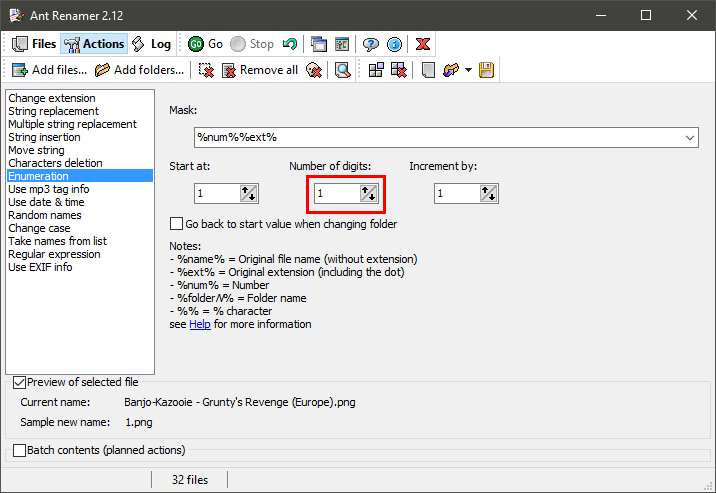 Ant Renamer 2.12
Files Actions Log Go Go Stop
Add files... Add folders... Remove all
Change extension
String replacement
Multiple string replacement
String insertion
Move string
Characters deletion
Enumeration
Use mp3 tag info
Use date & time
Random names
Change case
Take names from list
Regular expression
Use EXIF info
Mask:
%num%%ext%
Start at: Number of digits: Increment by:
1 1 1
Go back to start value when changing folder
Notes:
- %name% = Original file name (without extension)
- %ext% = Original extension (including the dot)
- %num% = Number
- %folder/\% = Folder name
- %% = % character
see Help for more information
Preview of selected file
Current name: Banjo-Kazooie - Grunty's Revenge (Europe).png
Sample new name: 1.png
Batch contents (planned actions)
32 files